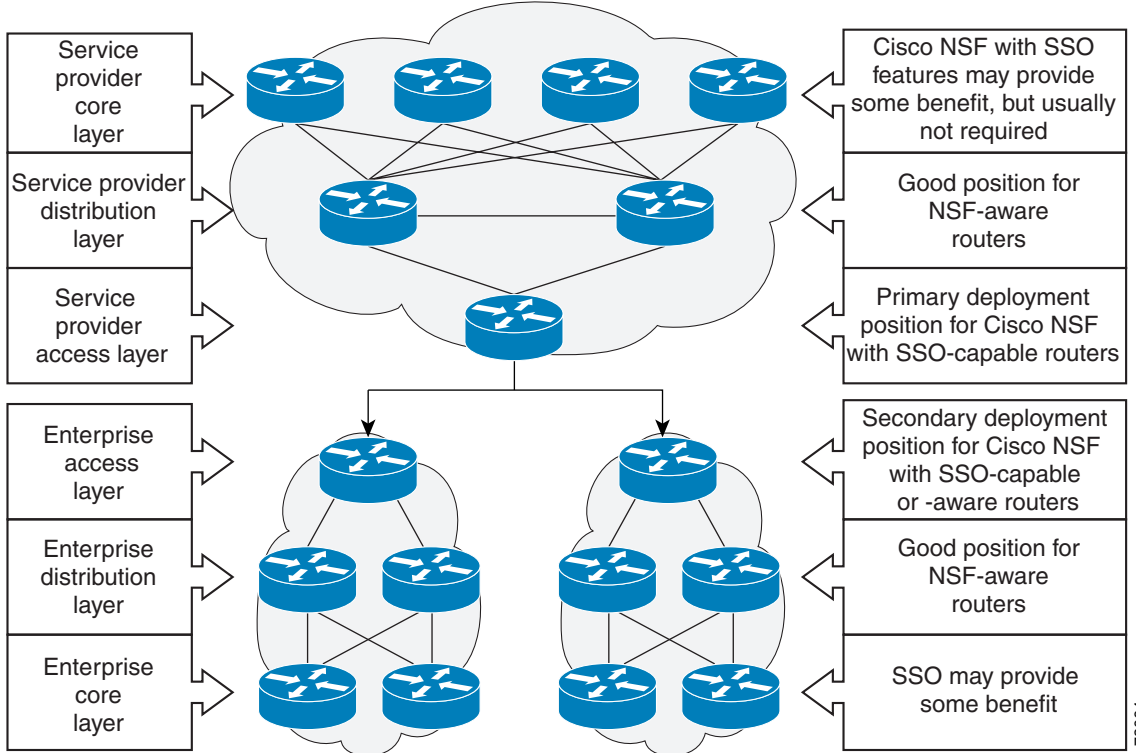 Service
provider
core
layer
Cisco NSF with SSO
features may provide
some benefit, but usually
not required
Service provider
distribution
layer
Good position for
NSF-aware
routers
Service
provider
access layer
Primary deployment
position for Cisco NSF
with SSO-capable routers
Enterprise
access
layer
Secondary deployment
position for Cisco NSF
with SSO-capable
or -aware routers
Enterprise
distribution
layer
Good position for
NSF-aware
routers
Enterprise
core
layer
SSO may provide
some benefit